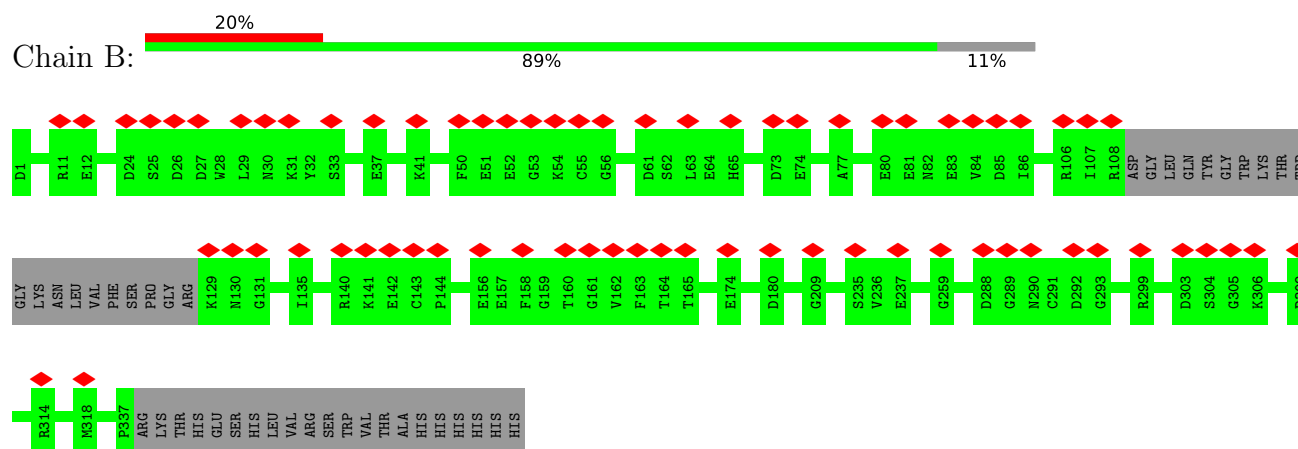 20%
Chain B:
89%
11%
D1 R11 E12 D24 S25 D26 D27 W28 L29 N30 K31 Y32 S33 E37 K41 F50 E51 E52 G53 K54 C55 G56 D61 S62 L63 E64 H65 D73 E74 A77 E80 E81 N82 E83 V84 D85 I86 R106 I107 R108 ASP GLY LEU GLN TYR GLY TRP LYS THR
GLY LYS ASN LEU VAL PHE SER PRO GLY ARG K129 N130 G131 I135 R140 K141 E142 C143 P144 E156 E157 F158 G159 T160 G161 V162 F163 T164 T165 E174 D180 G209 S235 V236 E237 G259 D288 G289 N290 C291 D292 G293 R299 D303 S304 G305 K306
R314 M318 P337 ARG LYS THR HIS GLU SER HIS LEU VAL ARG SER TRP VAL THR ALA HIS HIS HIS HIS HIS HIS